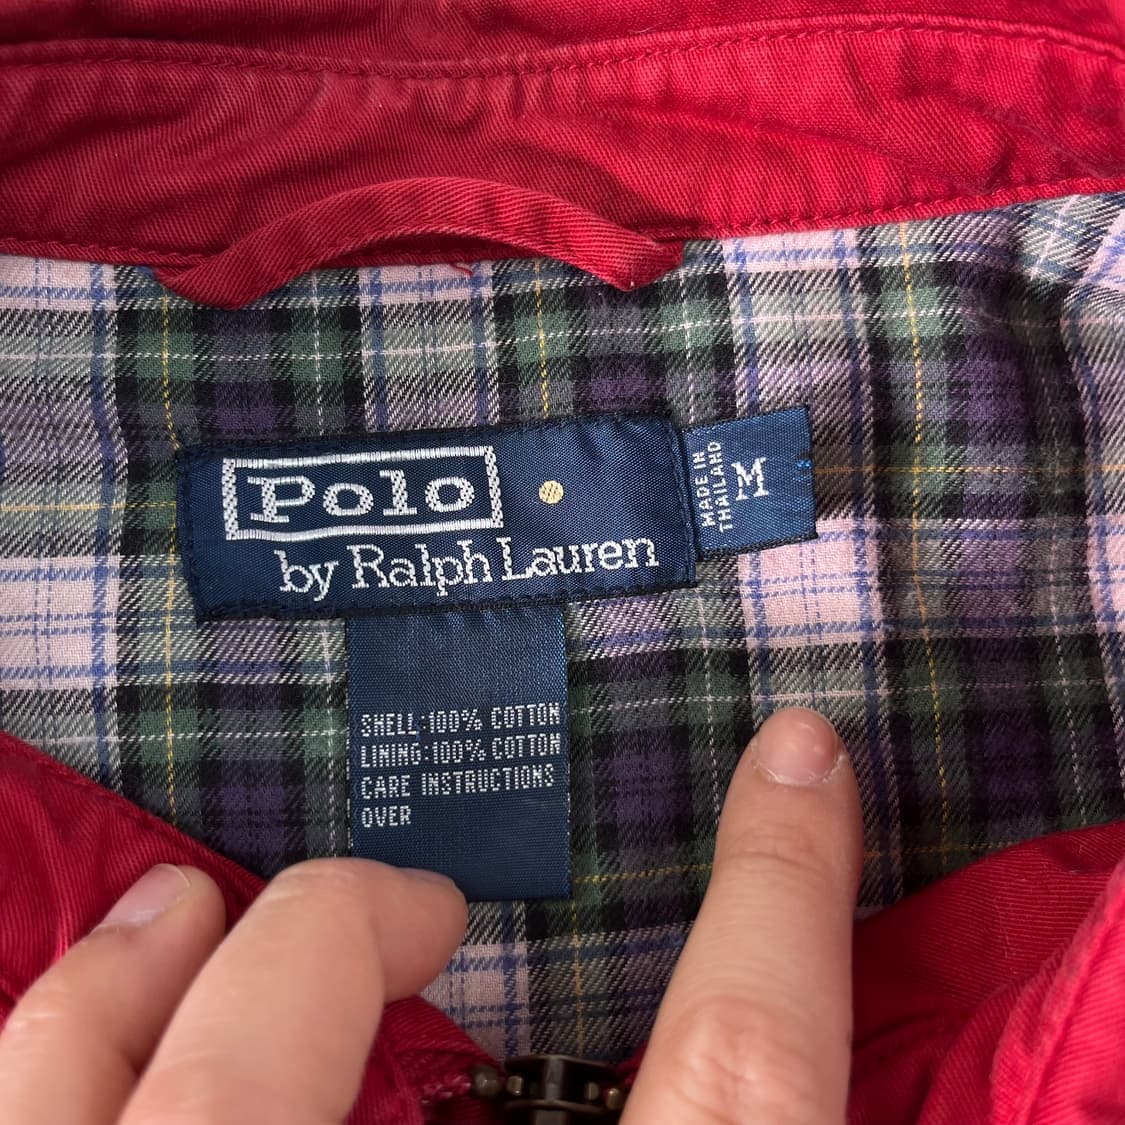 Polo
by Ralph Lauren
MADE IN
THAILAND
M
SHELL:100% COTTON
LINING:100% COTTON
CARE INSTRUCTIONS
OVER